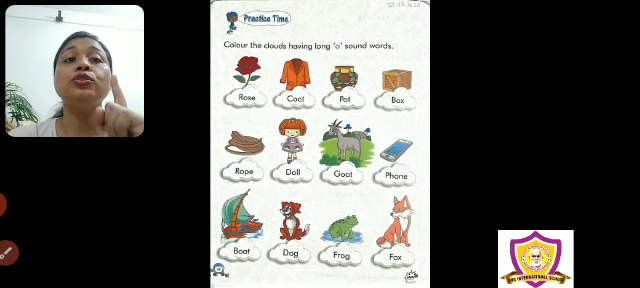 Practice Time
Colour the clouds having long 'o' sound words.
Rose
Coat
Pot
Box
Rope
Doll
Goat
Phone
Boat
Dog
Frog
Fox